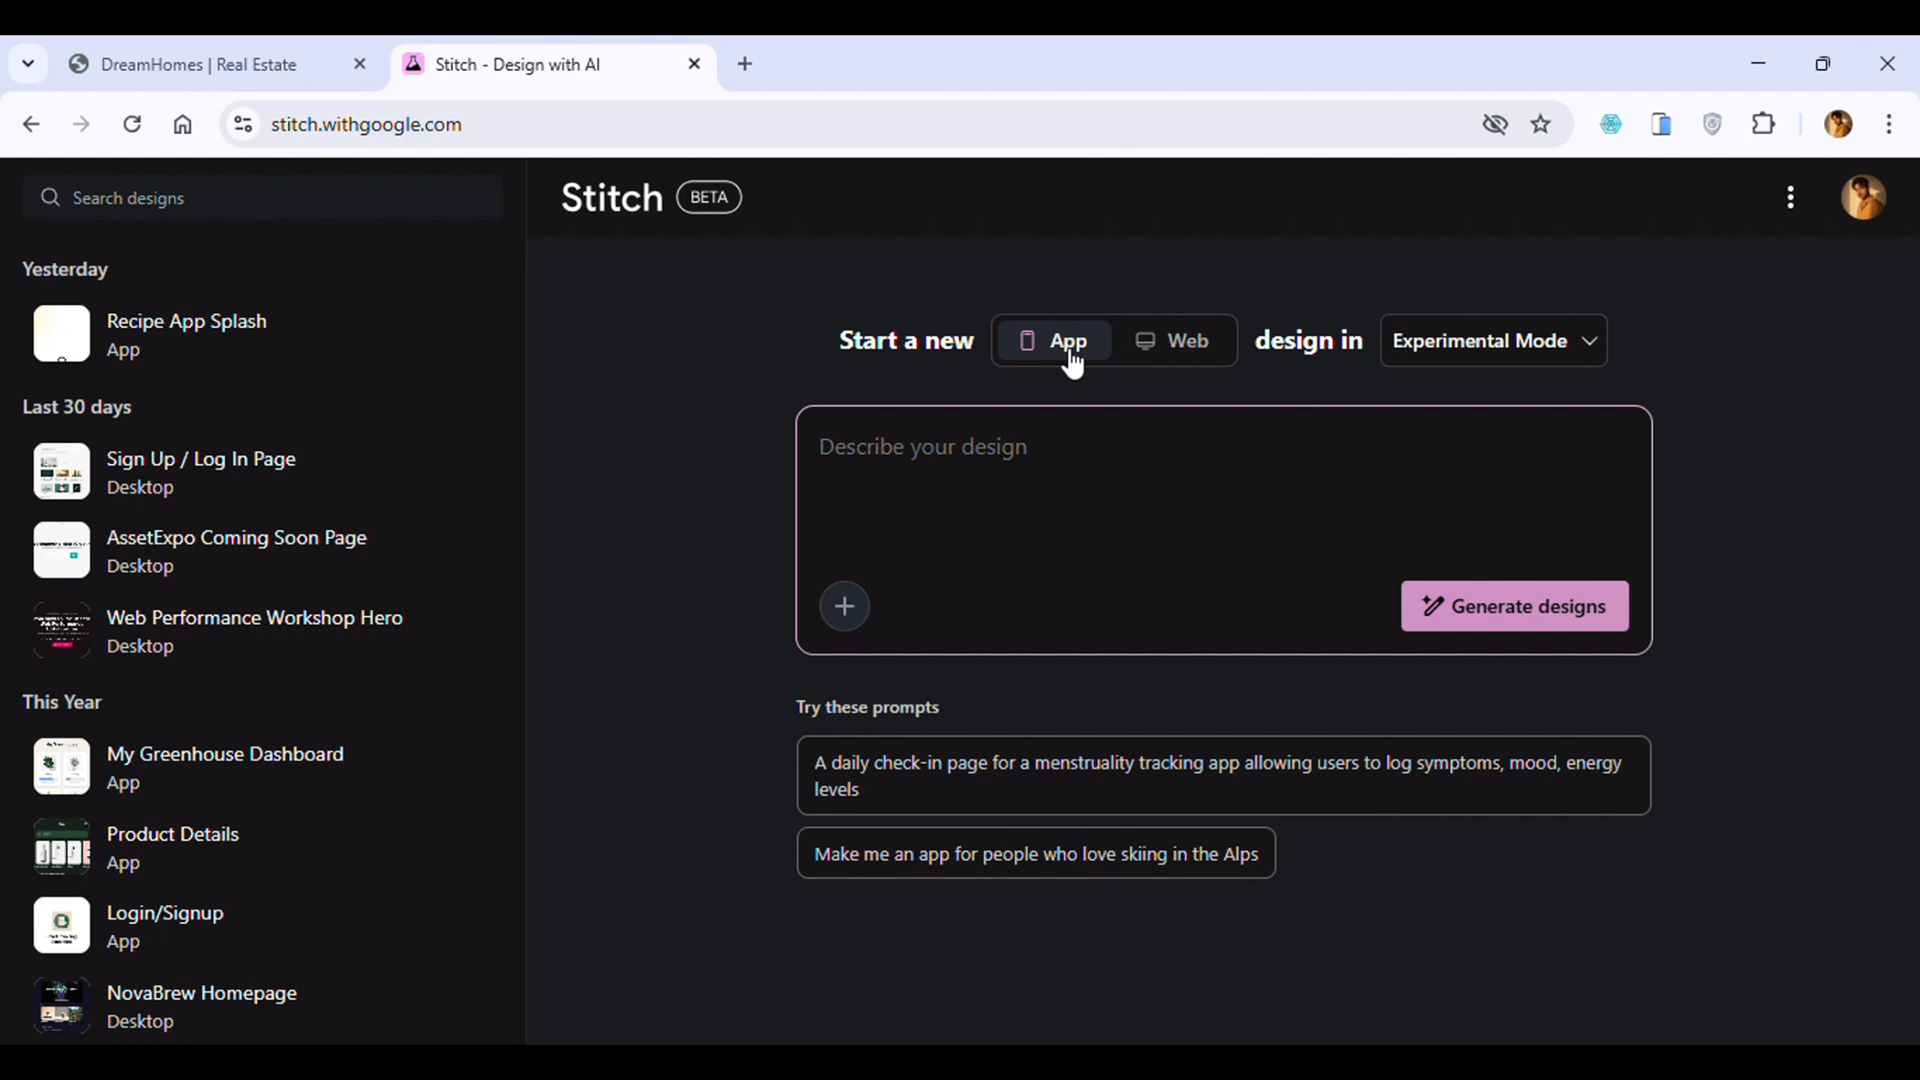 DreamHomes | Real Estate
Stitch - Design with AI
stitch.withgoogle.com
Search designs
Stitch BETA
Yesterday
Recipe App Splash
App
Last 30 days
Sign Up / Log In Page
Desktop
AssetExpo Coming Soon Page
Desktop
Web Performance Workshop Hero
Desktop
This Year
My Greenhouse Dashboard
App
Product Details
App
Login/Signup
App
NovaBrew Homepage
Desktop
Start a new App Web design in Experimental Mode
Describe your design
Generate designs
Try these prompts
A daily check-in page for a menstruality tracking app allowing users to log symptoms, mood, energy
levels
Make me an app for people who love skiing in the Alps